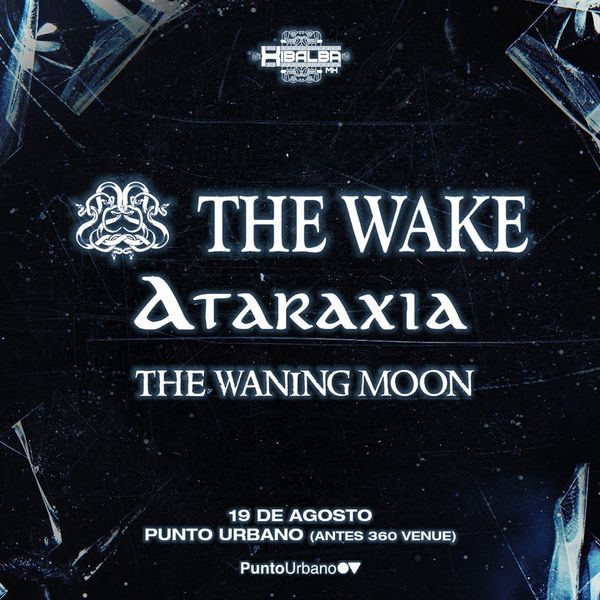 XIBALBA
MX
THE WAKE
ATARAXIA
THE WANING MOON
19 DE AGOSTO
PUNTO URBANO (ANTES 360 VENUE)
PuntoUrbano